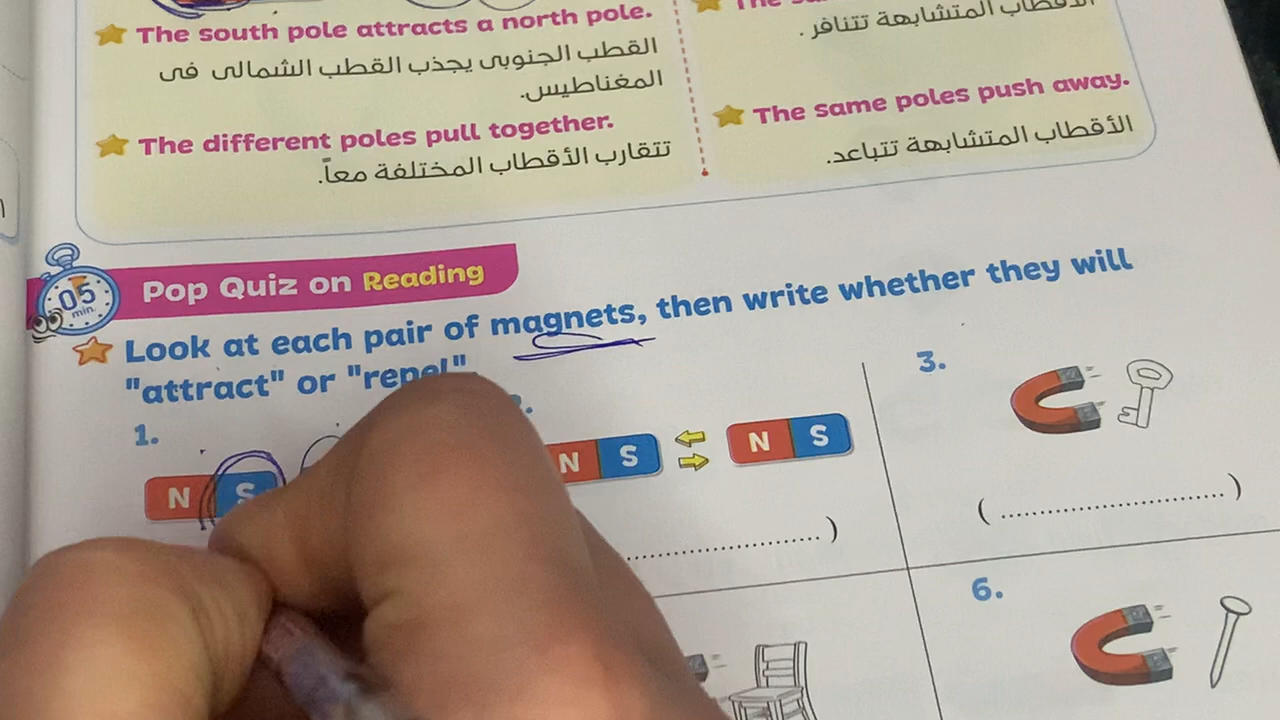 The south pole attracts a north pole.
القطب الجنوبى يجذب القطب الشمالى فى
المغناطيس.
The different poles pull together.
تتقارب الأقطاب المختلفة معاً.
المتشابهة تتنافر .
The same poles push away.
الأقطاب المتشابهة تتباعد.
05
min.
Pop Quiz on Reading
Look at each pair of magnets, then write whether they will
"attract" or "repel"
1.
N S
N S N S
(....................)
3.
(....................)
6.